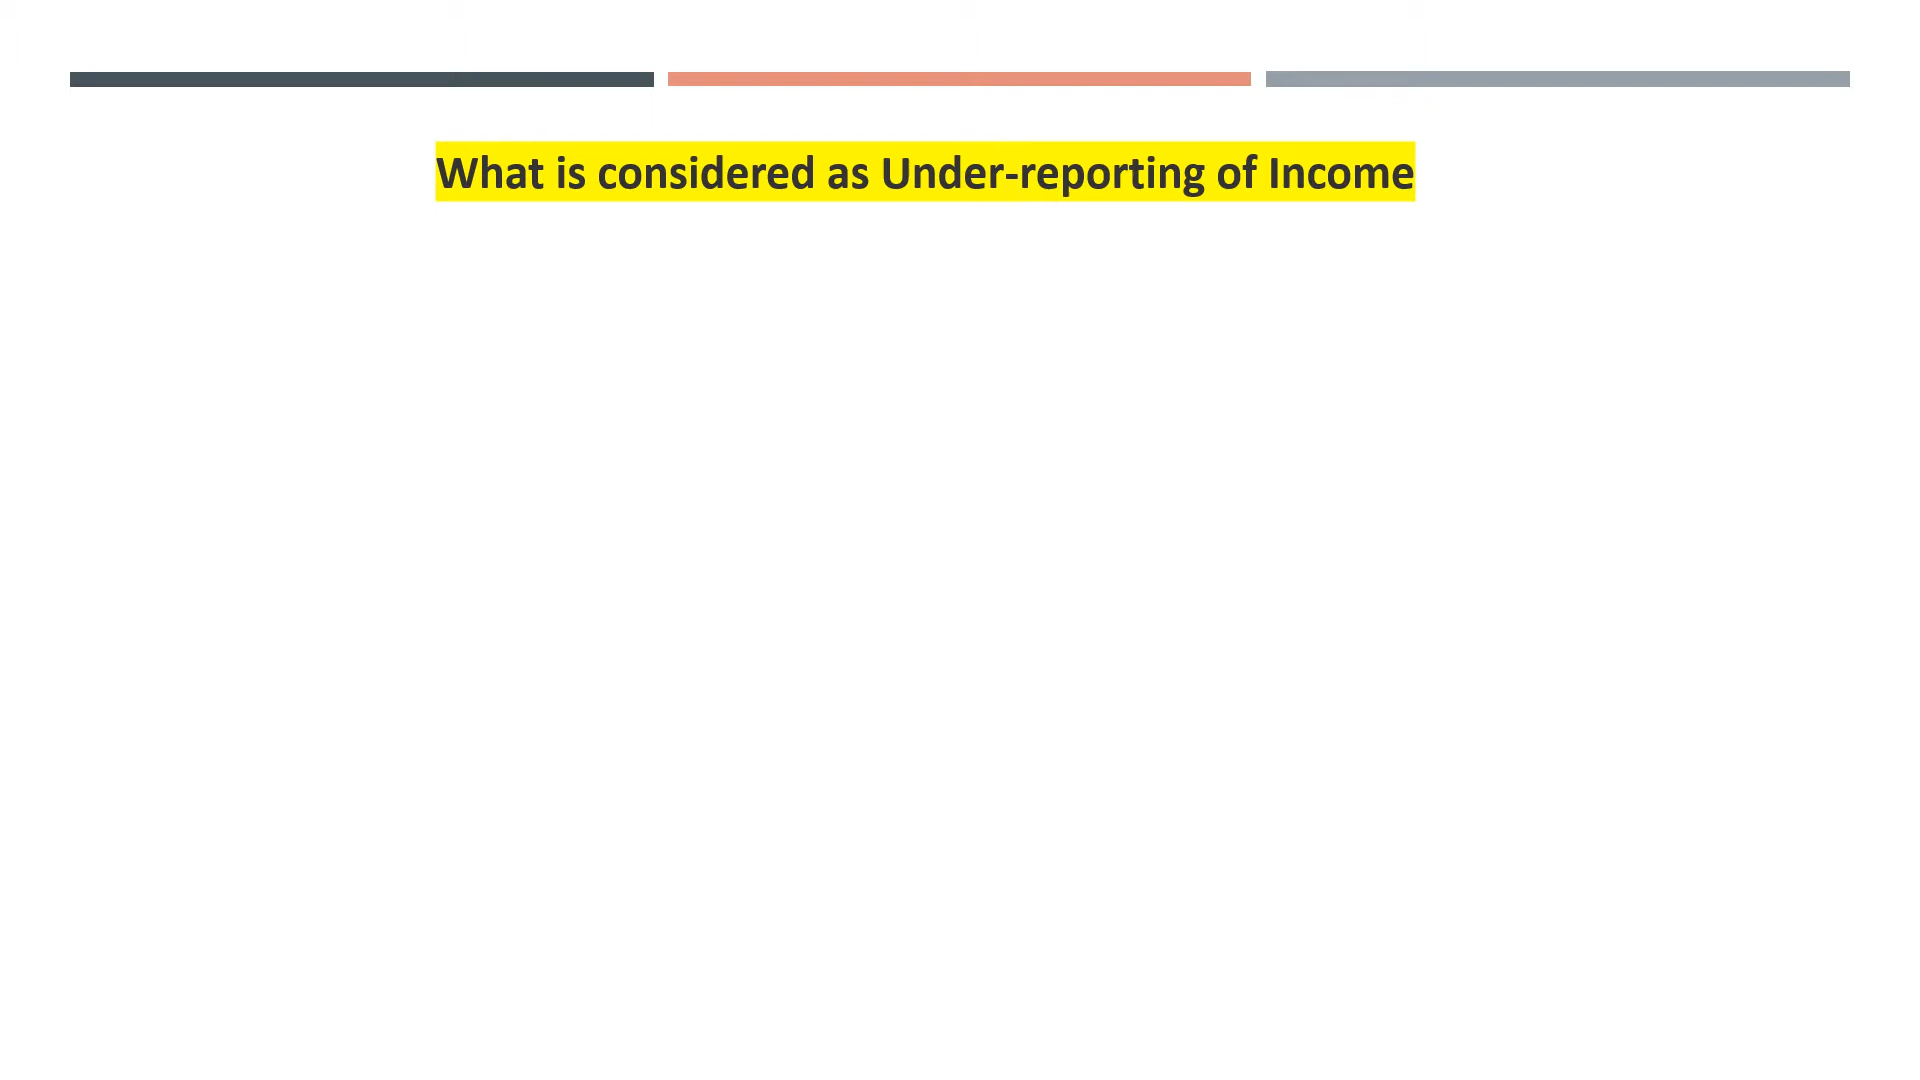 What is considered as Under-reporting of Income